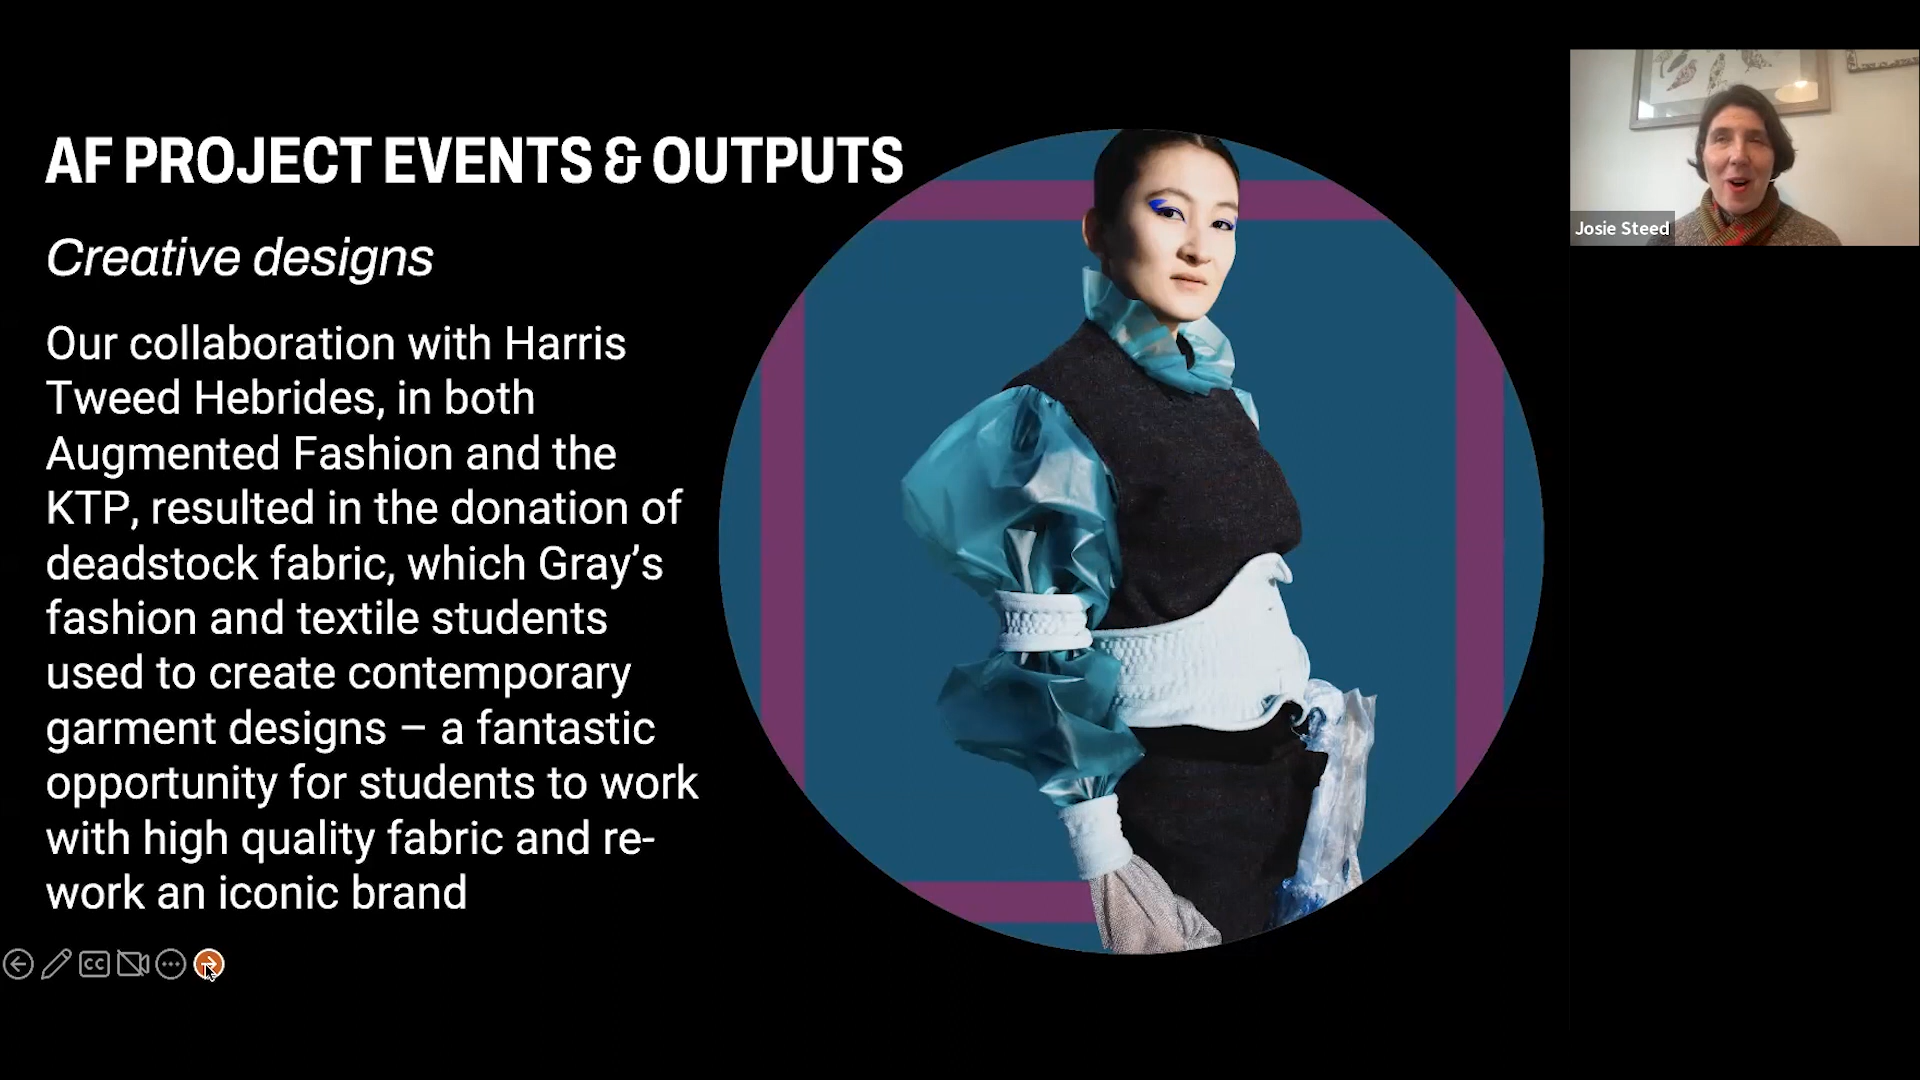 AF PROJECT EVENTS & OUTPUTS
Creative designs
Our collaboration with Harris
Tweed Hebrides, in both
Augmented Fashion and the
KTP, resulted in the donation of
deadstock fabric, which Gray’s
fashion and textile students
used to create contemporary
garment designs – a fantastic
opportunity for students to work
with high quality fabric and re-
work an iconic brand
Josie Steed
CC